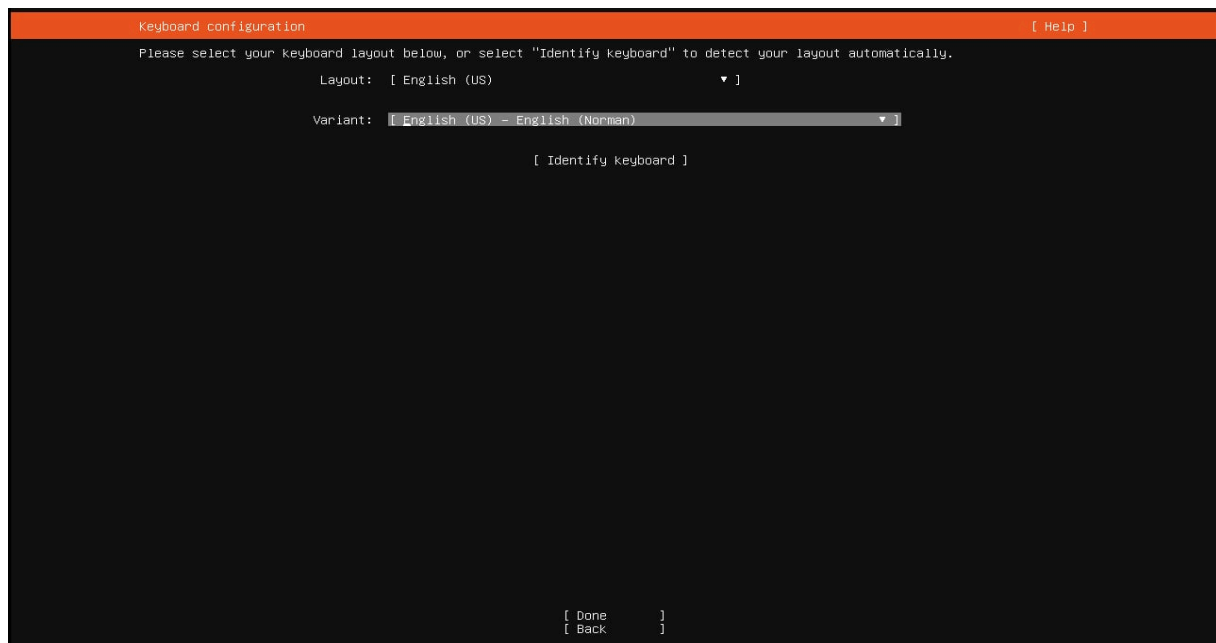 Keyboard configuration [ Help ]
Please select your keyboard layout below, or select "Identify keyboard" to detect your layout automatically.
Layout: [ English (US) ▼ ]
Variant: [ English (US) – English (Norman) ▼ ]
[ Identify keyboard ]
[ Done ]
[ Back ]